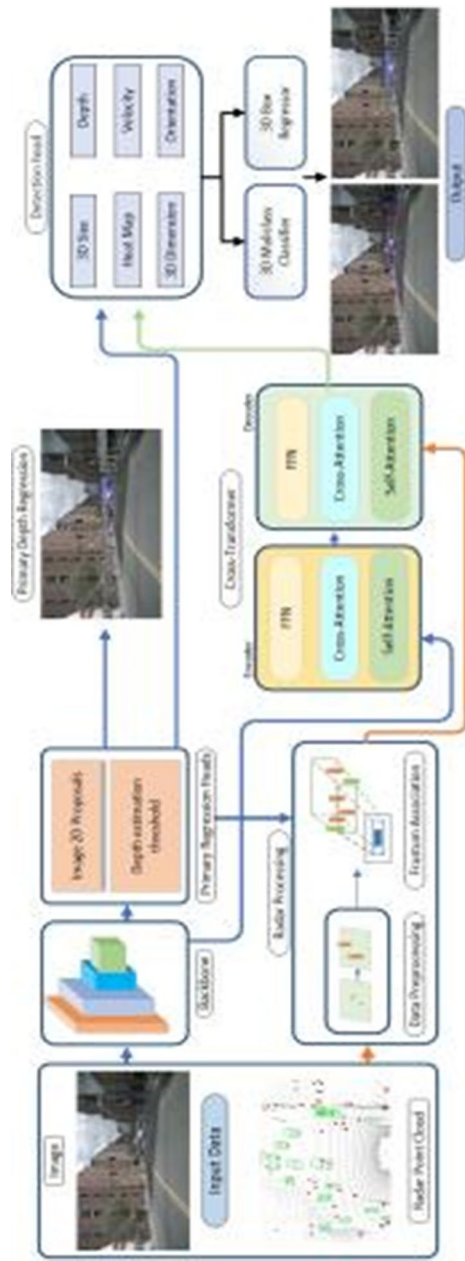 Image
Input Data
Radar Point Cloud
Backbone
Image 2D Proposals
Depth estimation
threshold
Primary Regression Heads
Radar Processing
Data Preprocessing
Frustum Association
Primary Depth Regression
Cross-Transformer
Encoder
FFN
Cross-Attention
Self-Attention
Decoder
FFN
Cross-Attention
Self-Attention
Detection Head
3D Size
Depth
Heat Map
Velocity
3D Dimension
Orientation
3D Multiclass
Classifier
3D Box
Regressor
Output